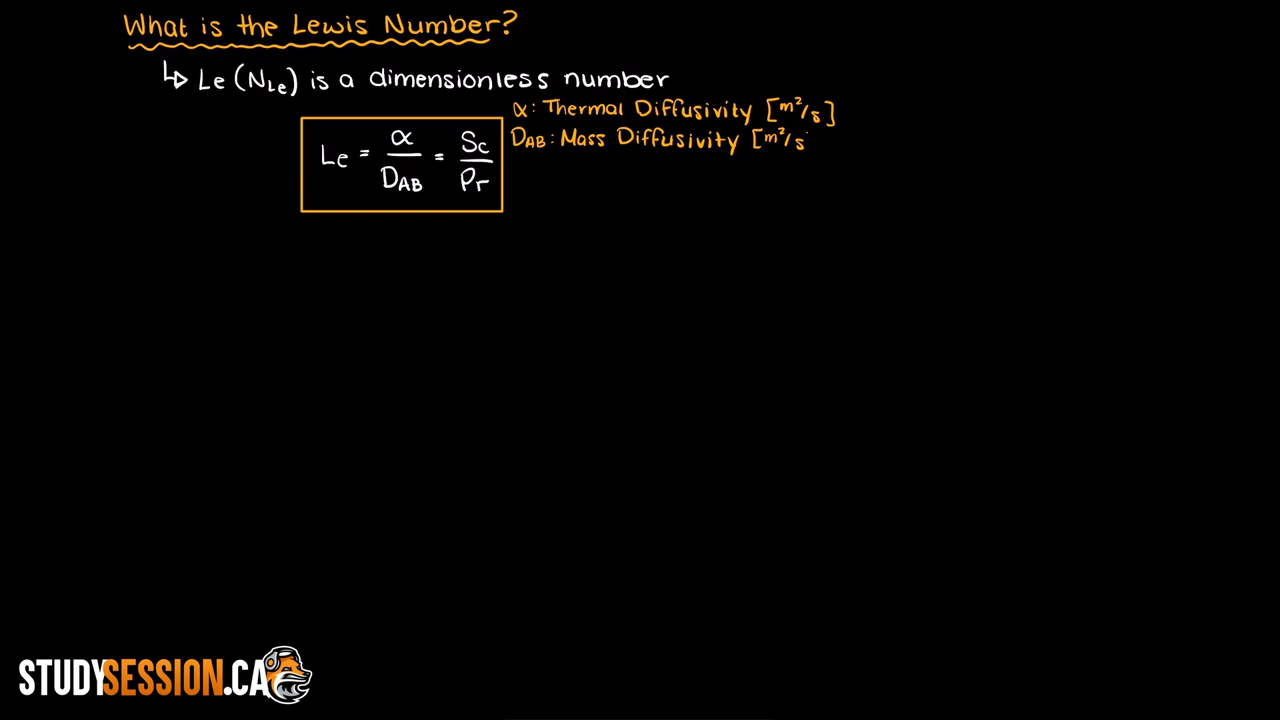 What is the Lewis Number?
↳ Le (N_Le) is a dimensionless number
Le = α/D_AB = Sc/Pr
α: Thermal Diffusivity [m²/s]
D_AB: Mass Diffusivity [m²/s
STUDYSESSION.CA